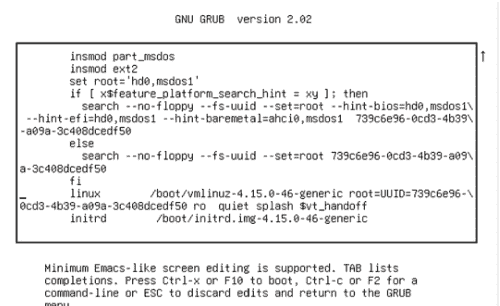 GNU GRUB version 2.02
insmod part_msdos
insmod ext2
set root='hd0,msdos1'
if [ x$feature_platform_search_hint = xy ]; then
search --no-floppy --fs-uuid --set=root --hint-bios=hd0,msdos1\
--hint-efi=hd0,msdos1 --hint-baremetal=ahci0,msdos1 739c6e96-0cd3-4b39\
-a09a-3c408dcedf50
else
search --no-floppy --fs-uuid --set=root 739c6e96-0cd3-4b39-a09\
a-3c408dcedf50
fi
linux /boot/vmlinuz-4.15.0-46-generic root=UUID=739c6e96-\
0cd3-4b39-a09a-3c408dcedf50 ro quiet splash $vt_handoff
initrd /boot/initrd.img-4.15.0-46-generic
Minimum Emacs-like screen editing is supported. TAB lists
completions. Press Ctrl-x or F10 to boot, Ctrl-c or F2 for a
command-line or ESC to discard edits and return to the GRUB
menu.